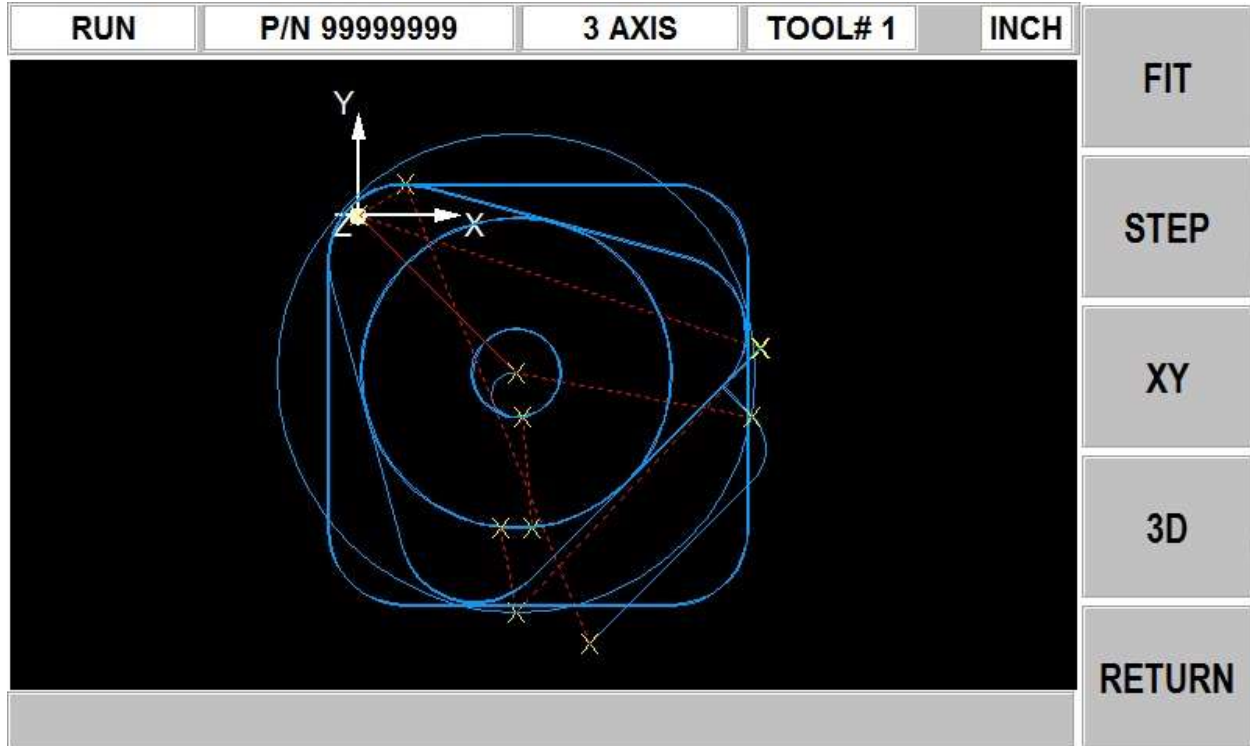 RUN
P/N 99999999
3 AXIS
TOOL# 1
INCH
FIT
STEP
XY
3D
RETURN
Y
Z
X